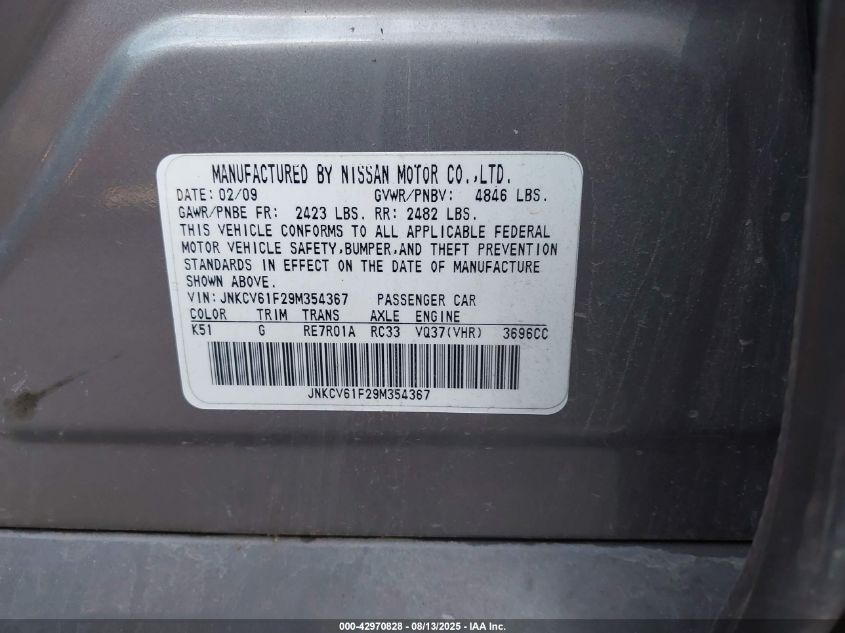 MANUFACTURED BY NISSAN MOTOR CO.,LTD.
DATE: 02/09 GVWR/PNBV: 4846 LBS.
GAWR/PNBE FR: 2423 LBS. RR: 2482 LBS.
THIS VEHICLE CONFORMS TO ALL APPLICABLE FEDERAL
MOTOR VEHICLE SAFETY,BUMPER,AND THEFT PREVENTION
STANDARDS IN EFFECT ON THE DATE OF MANUFACTURE
SHOWN ABOVE.
VIN: JNKCV61F29M354367 PASSENGER CAR
COLOR TRIM TRANS AXLE ENGINE
K51 G RE7R01A RC33 VQ37(VHR) 3696CC
JNKCV61F29M354367
000-42970828 - 08/13/2025 - IAA Inc.